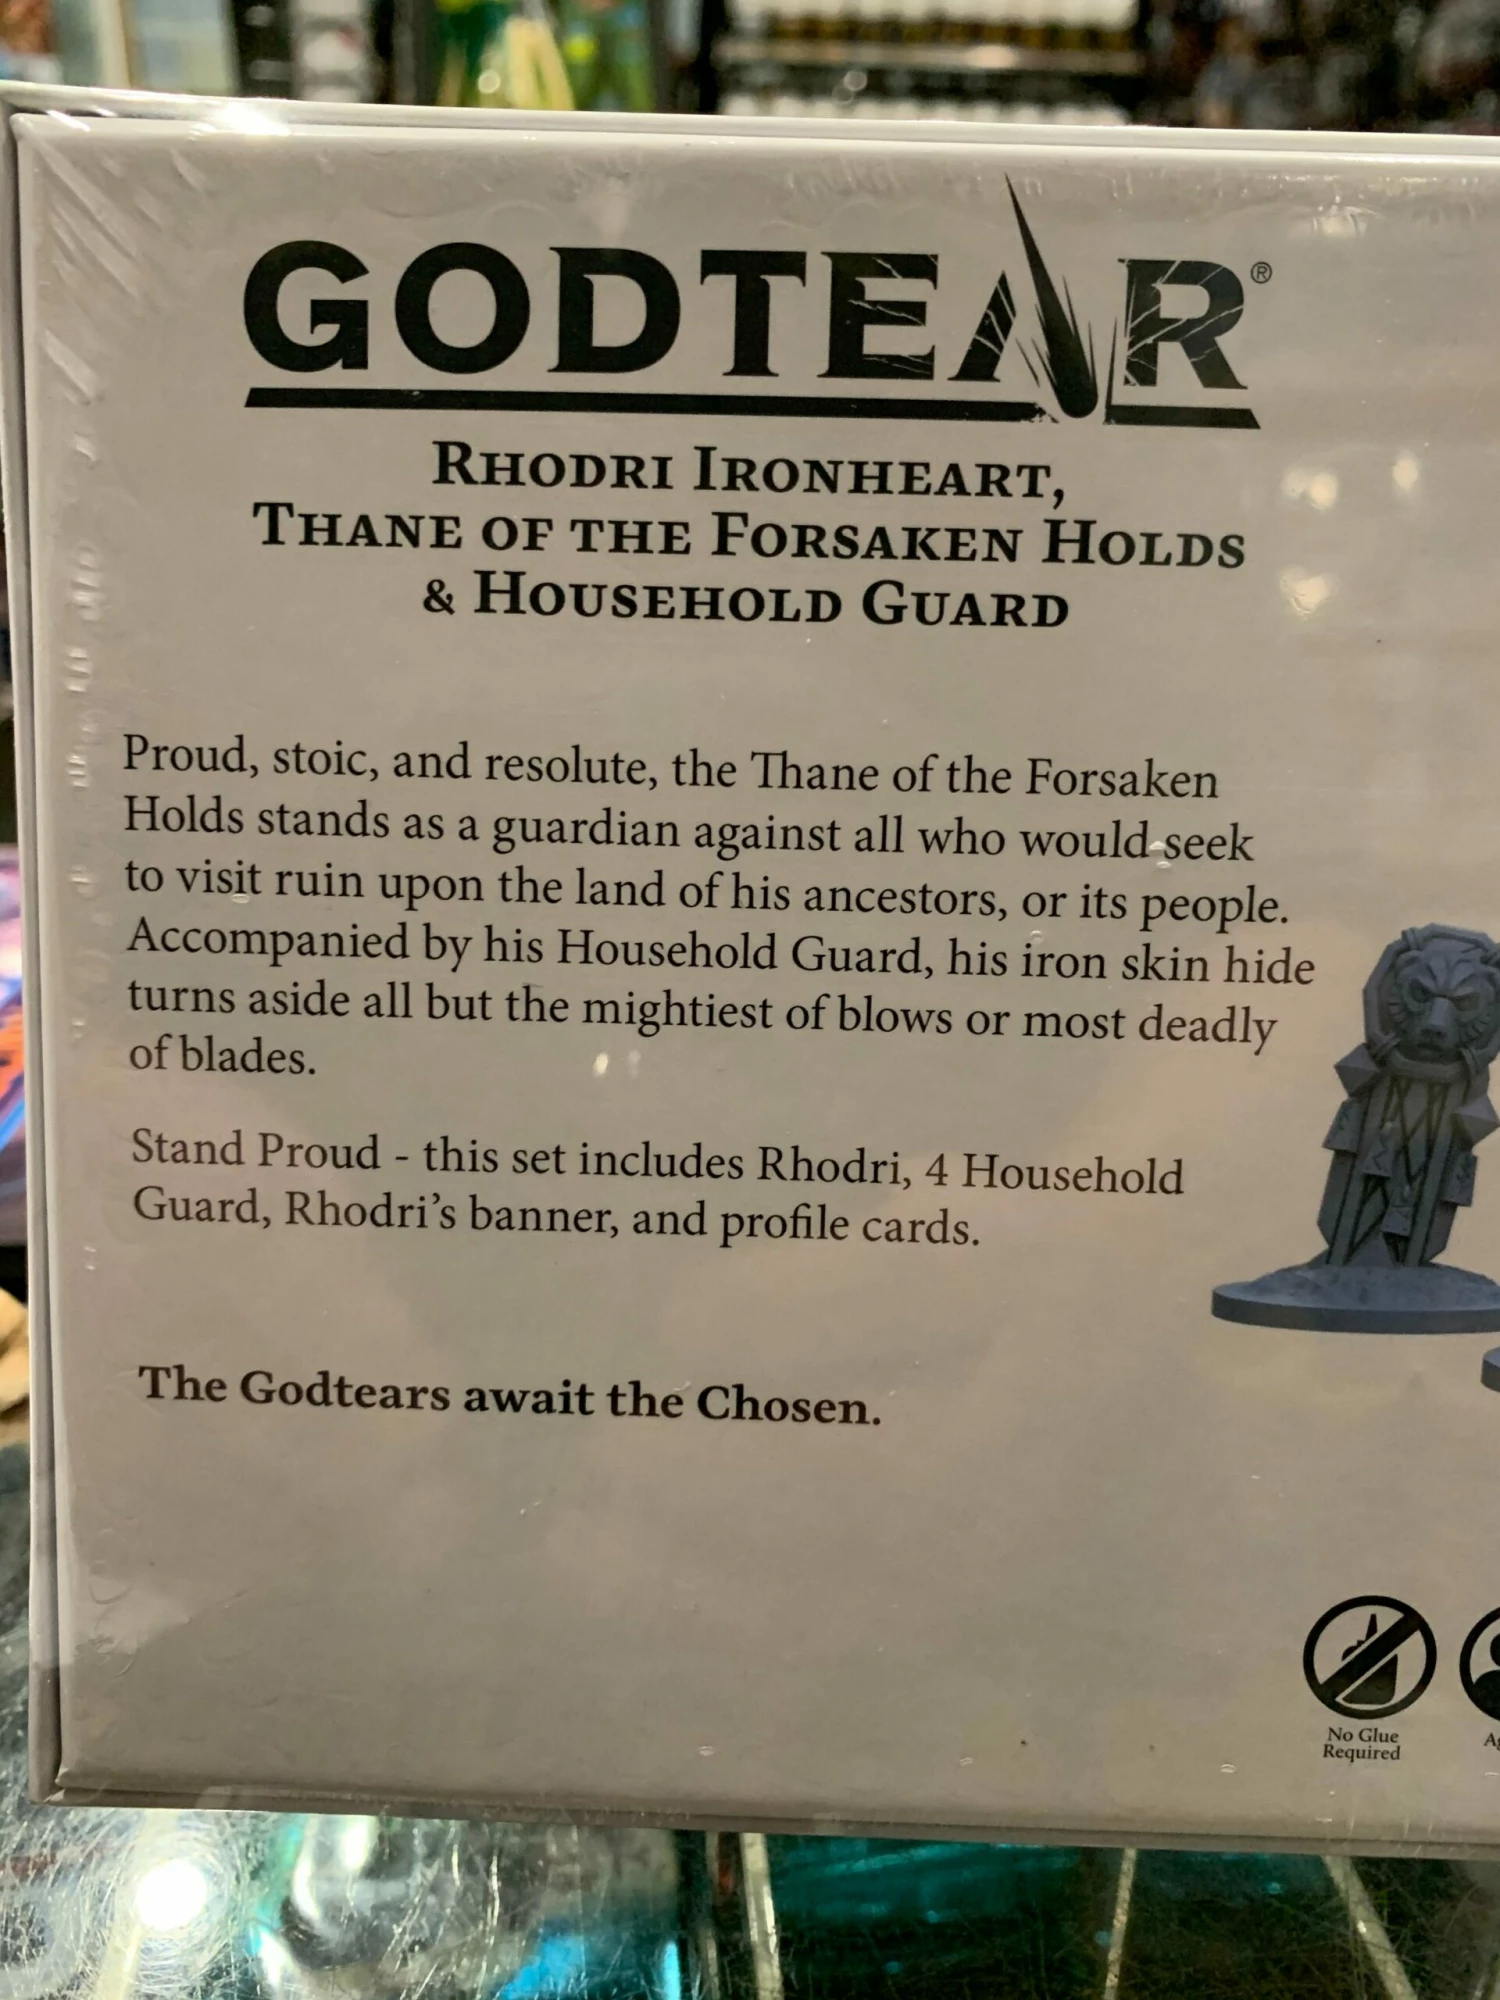 GODTEAR®
Rhodri Ironheart,
Thane of the Forsaken Holds
& Household Guard
Proud, stoic, and resolute, the Thane of the Forsaken
Holds stands as a guardian against all who would seek
to visit ruin upon the land of his ancestors, or its people.
Accompanied by his Household Guard, his iron skin hide
turns aside all but the mightiest of blows or most deadly
of blades.
Stand Proud - this set includes Rhodri, 4 Household
Guard, Rhodri's banner, and profile cards.
The Godtears await the Chosen.
No Glue
Required